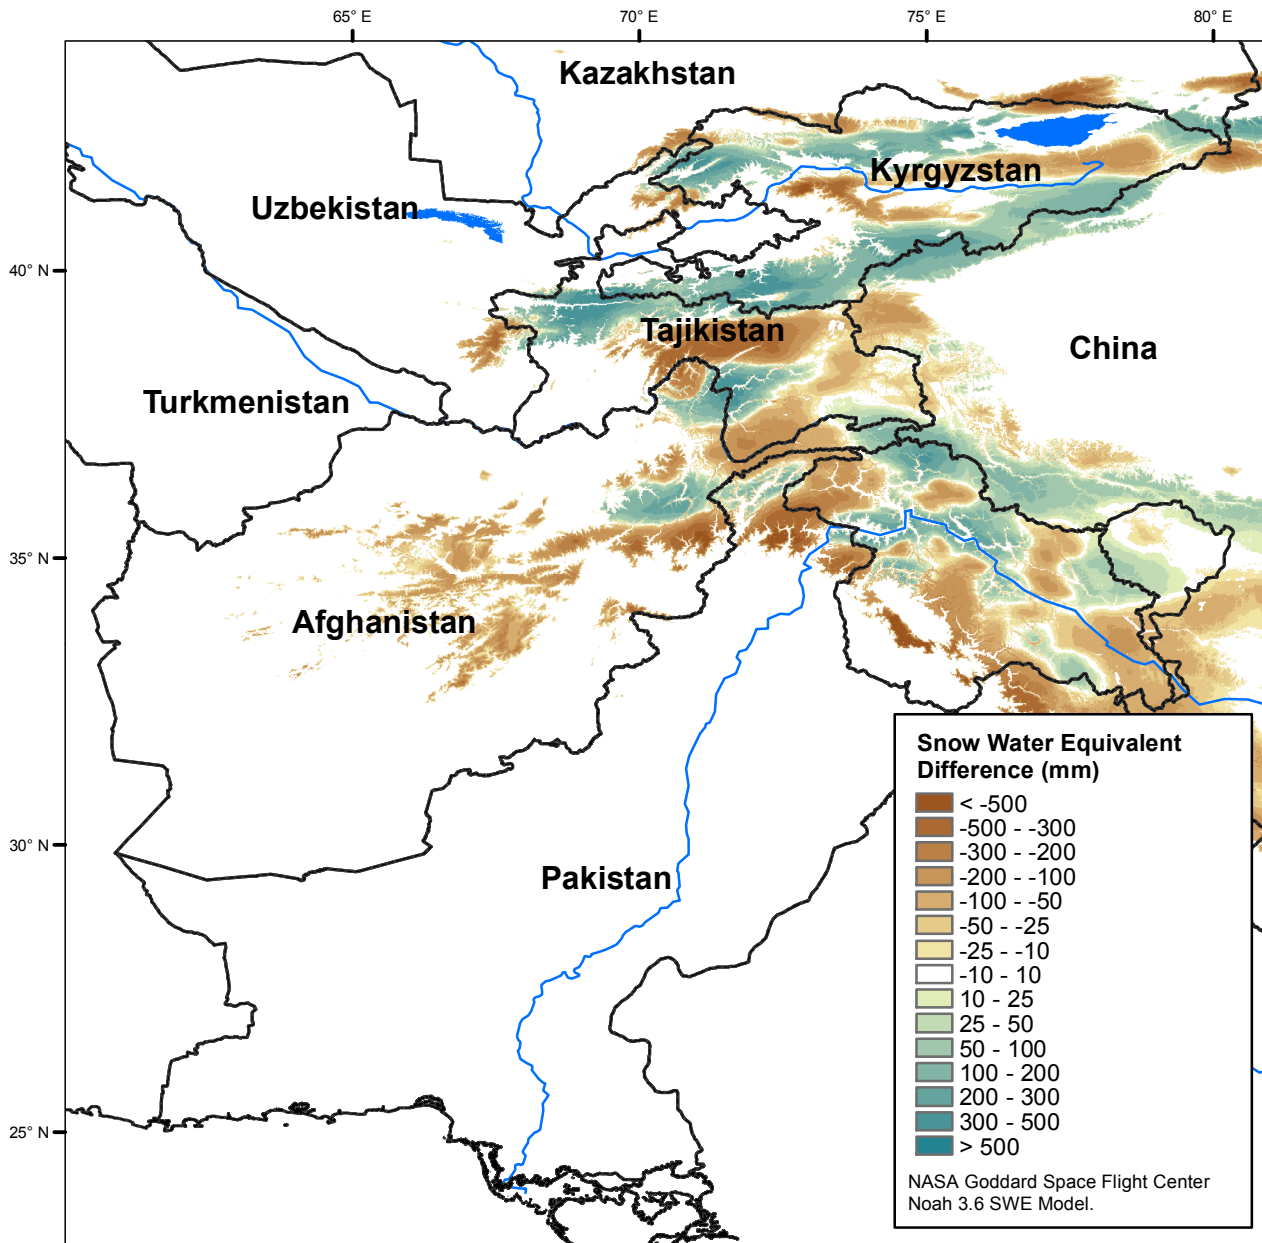 65° E
70° E
75° E
80° E
Kazakhstan
Kyrgyzstan
Uzbekistan
40° N
Tajikistan
China
Turkmenistan
35° N
Afghanistan
Snow Water Equivalent
Difference (mm)
< -500
-500 - -300
-300 - -200
-200 - -100
-100 - -50
-50 - -25
-25 - -10
-10 - 10
10 - 25
25 - 50
50 - 100
100 - 200
200 - 300
300 - 500
> 500
NASA Goddard Space Flight Center
Noah 3.6 SWE Model.
30° N
Pakistan
25° N